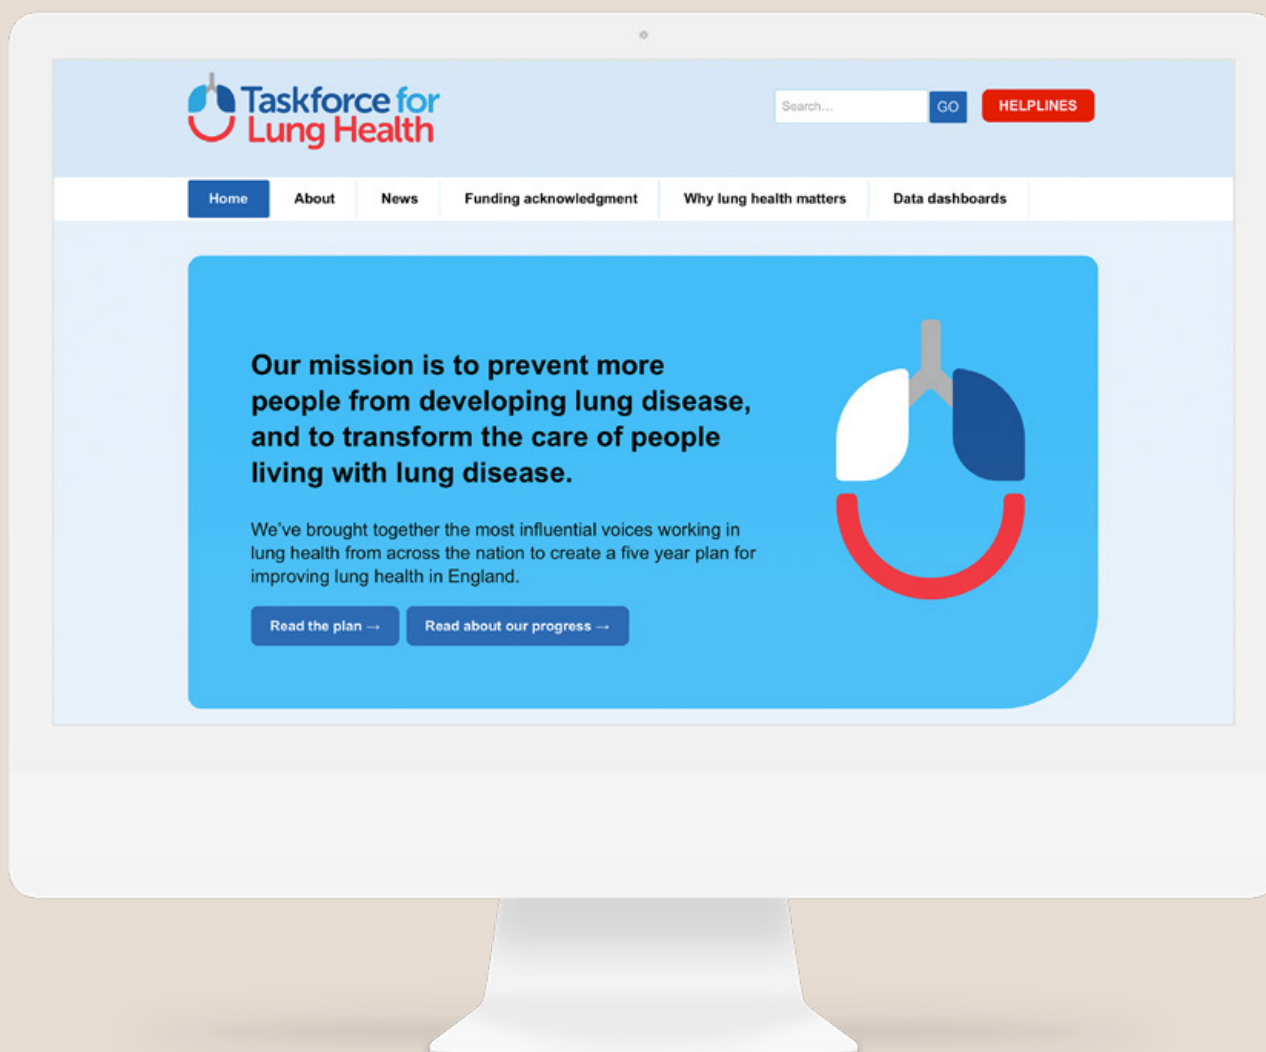 Taskforce for
Lung Health
Search...
GO
HELPLINES
Home
About
News
Funding acknowledgment
Why lung health matters
Data dashboards
Our mission is to prevent more
people from developing lung disease,
and to transform the care of people
living with lung disease.
We've brought together the most influential voices working in
lung health from across the nation to create a five year plan for
improving lung health in England.
Read the plan →
Read about our progress →